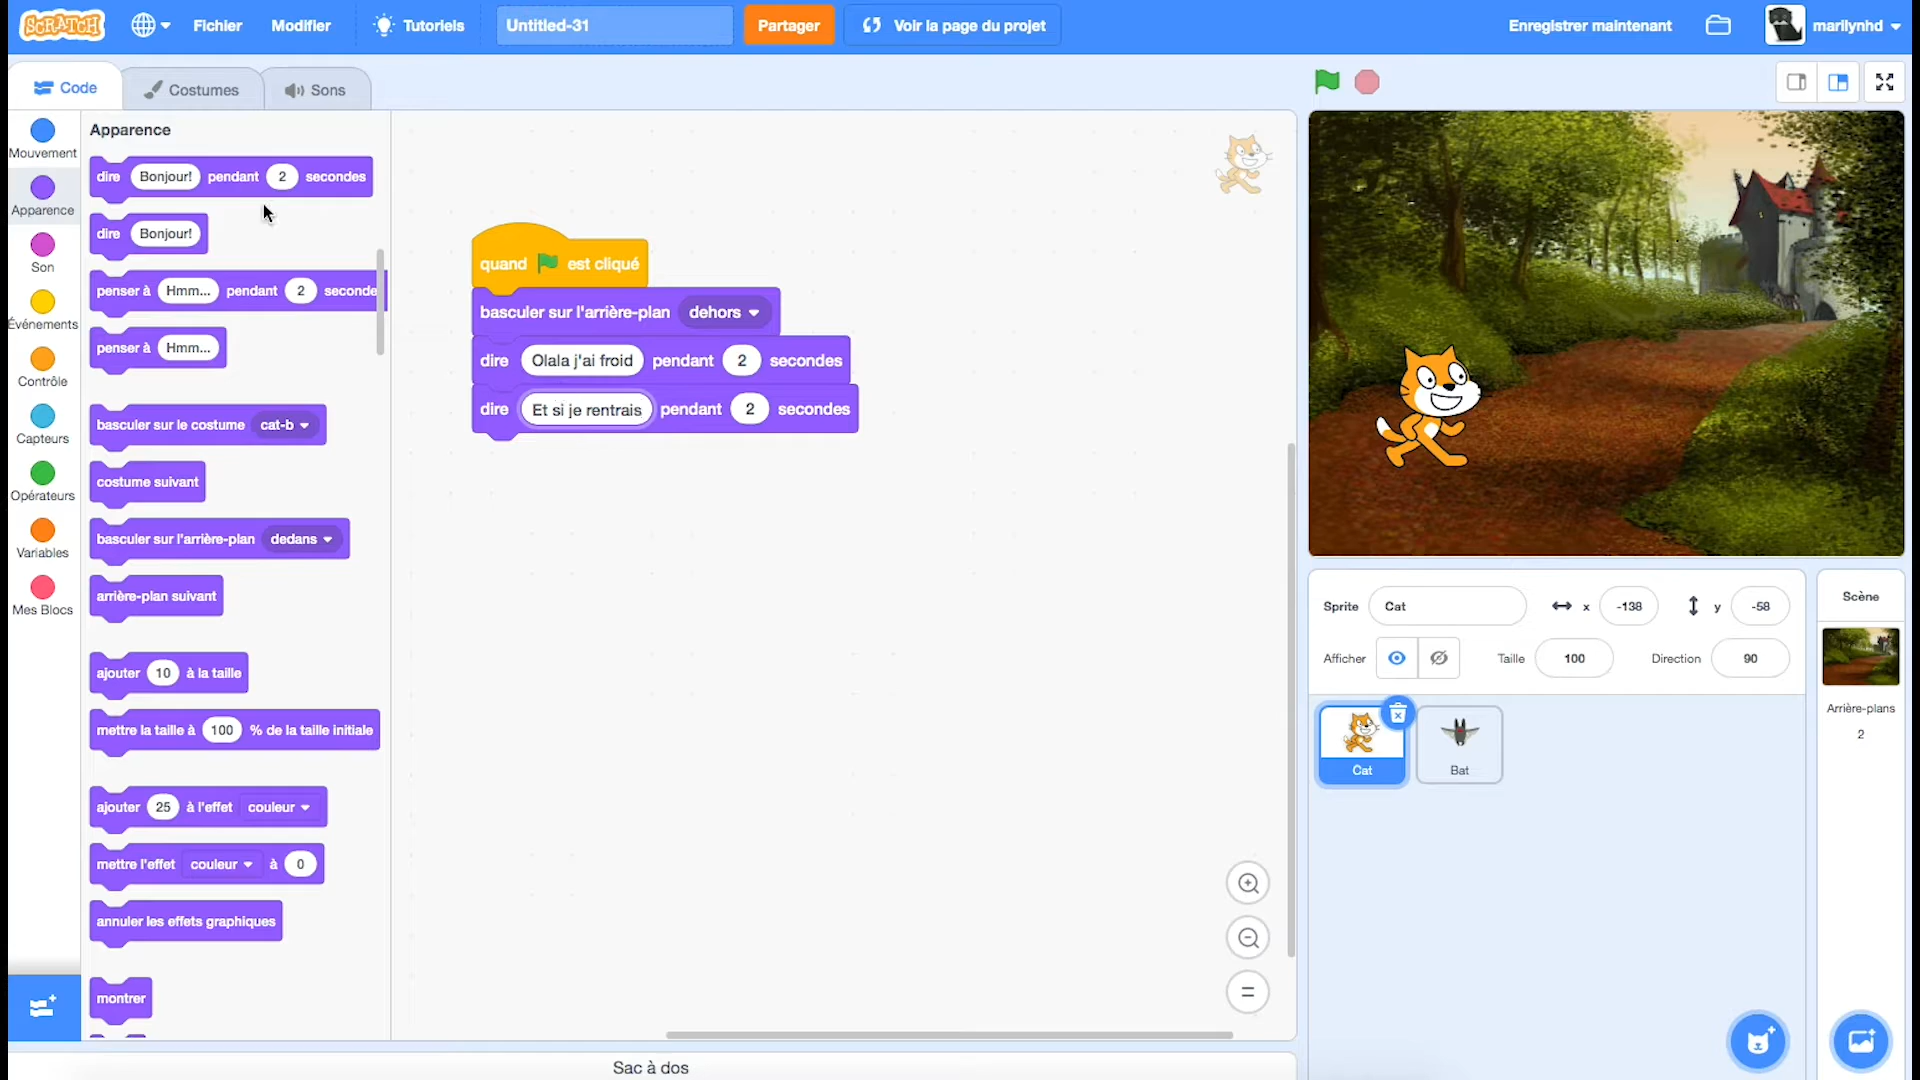 SCRATCH Fichier Modifier Tutoriels Untitled-31 Partager Voir la page du projet Enregistrer maintenant marilynhd
Code Costumes Sons
Mouvement
Apparence
Son
Événements
Contrôle
Capteurs
Opérateurs
Variables
Mes Blocs
Apparence
dire Bonjour! pendant 2 secondes
dire Bonjour!
penser à Hmm... pendant 2 seconde
penser à Hmm...
basculer sur le costume cat-b
costume suivant
basculer sur l'arrière-plan dedans
arrière-plan suivant
ajouter 10 à la taille
mettre la taille à 100 % de la taille initiale
ajouter 25 à l'effet couleur
mettre l'effet couleur à 0
annuler les effets graphiques
montrer
quand est cliqué
basculer sur l'arrière-plan dehors
dire Olala j'ai froid pendant 2 secondes
dire Et si je rentrais pendant 2 secondes
Sac à dos
Sprite Cat x -138 y -58
Afficher Taille 100 Direction 90
Cat
Bat
Scène
Arrière-plans
2